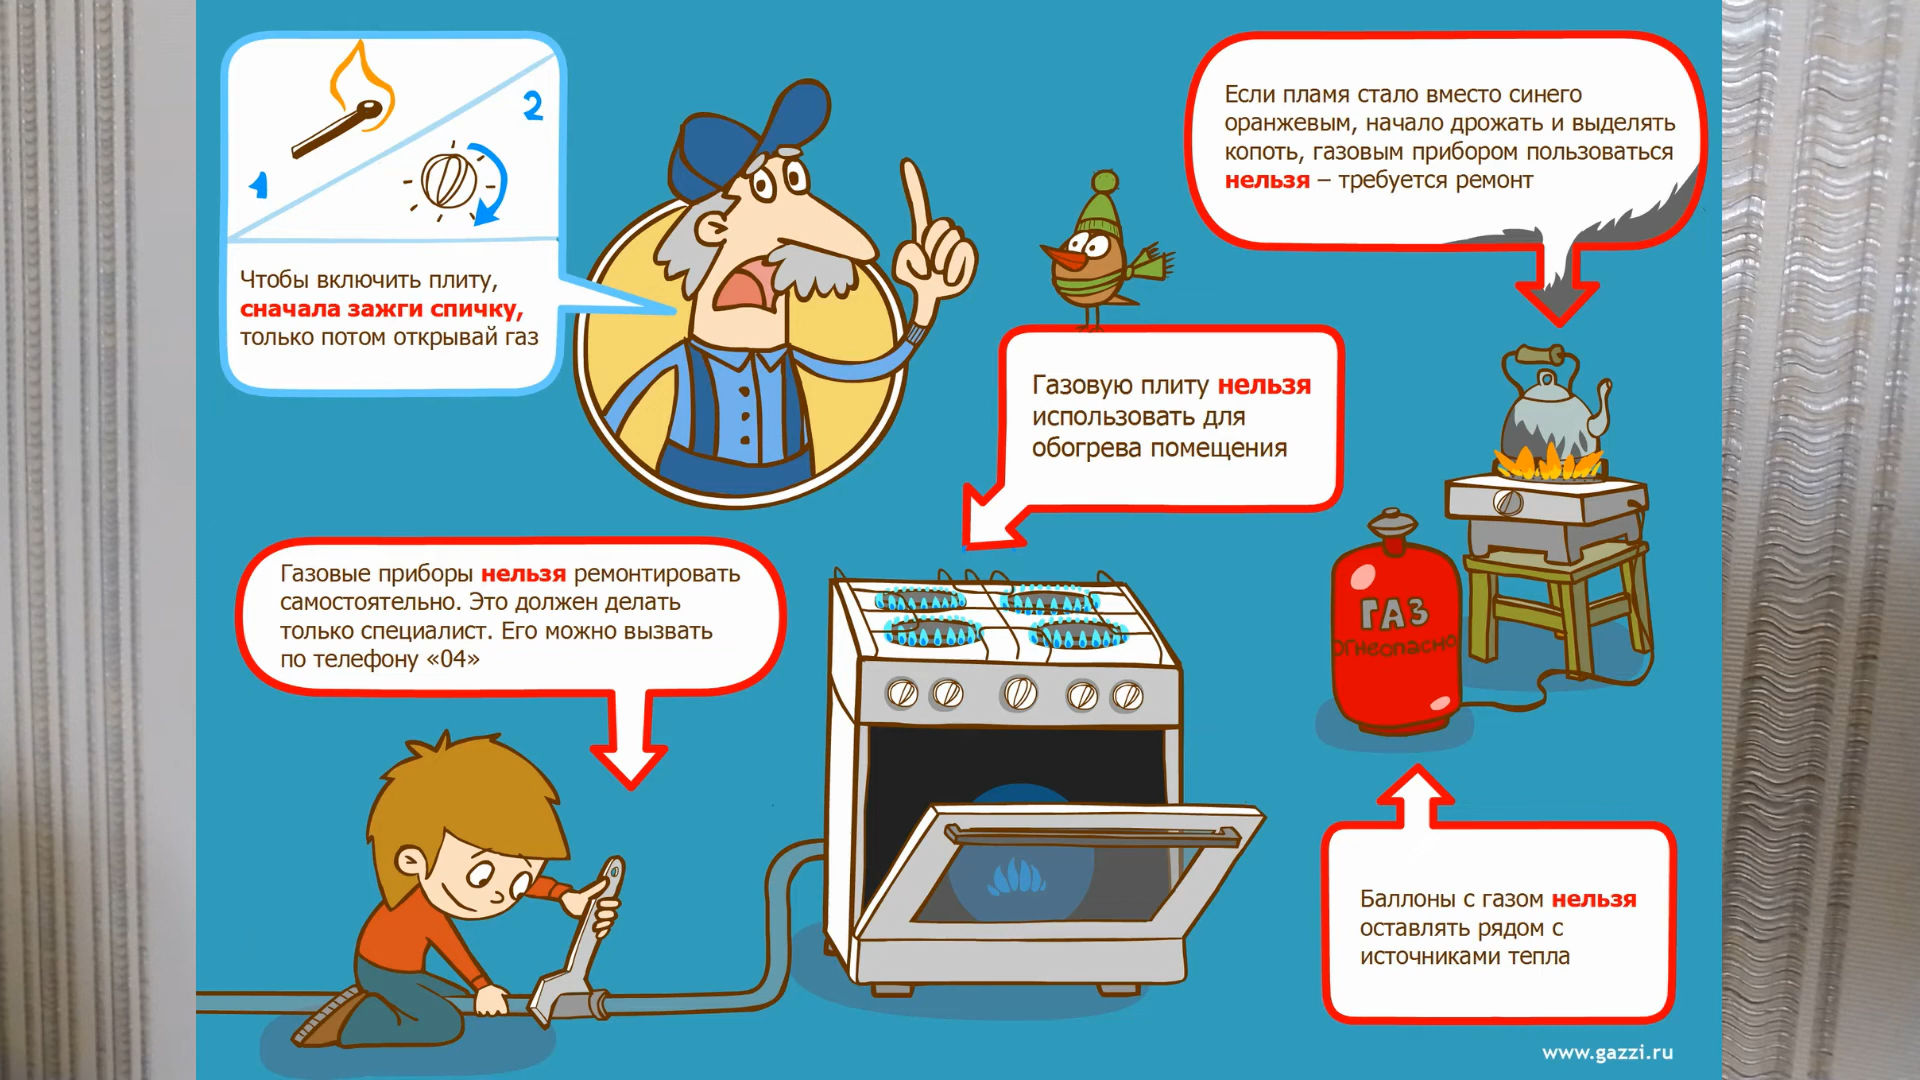 1
2
Чтобы включить плиту,
сначала зажги спичку,
только потом открывай газ
Если пламя стало вместо синего
оранжевым, начало дрожать и выделять
копоть, газовым прибором пользоваться
нельзя – требуется ремонт
Газовую плиту нельзя
использовать для
обогрева помещения
Газовые приборы нельзя ремонтировать
самостоятельно. Это должен делать
только специалист. Его можно вызвать
по телефону «04»
ГАЗ
Огнеопасно
Баллоны с газом нельзя
оставлять рядом с
источниками тепла
www.gazzi.ru